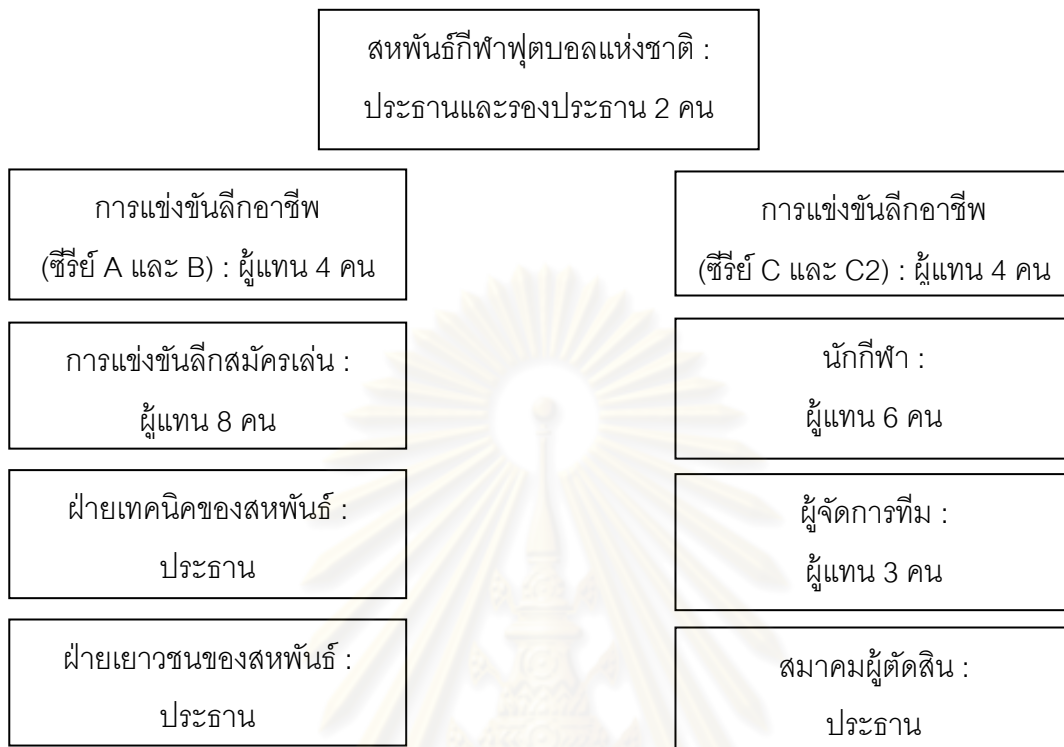 สหพันธ์กีฬาฟุตบอลแห่งชาติ :
ประธานและรองประธาน 2 คน
การแข่งขันลีกอาชีพ
(ซีรีย์ A และ B) : ผู้แทน 4 คน
การแข่งขันลีกอาชีพ
(ซีรีย์ C และ C2) : ผู้แทน 4 คน
การแข่งขันลีกสมัครเล่น :
ผู้แทน 8 คน
นักกีฬา :
ผู้แทน 6 คน
ฝ่ายเทคนิคของสหพันธ์ :
ประธาน
ผู้จัดการทีม :
ผู้แทน 3 คน
ฝ่ายเยาวชนของสหพันธ์ :
ประธาน
สมาคมผู้ตัดสิน :
ประธาน